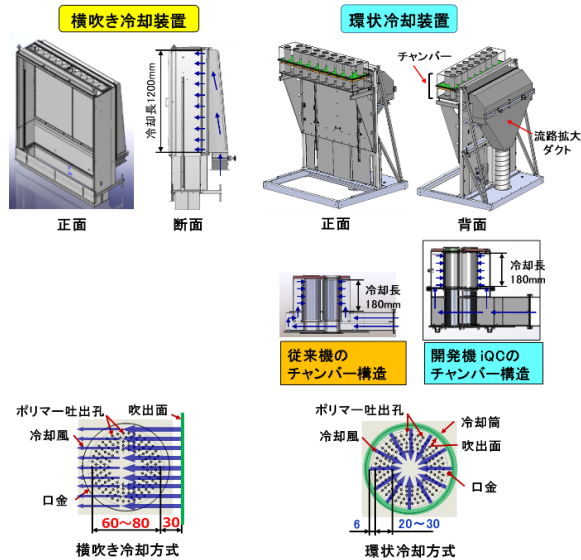 横吹き冷却装置
環状冷却装置
冷却長1200mm
チャンバー
流路拡大
ダクト
正面
断面
正面
背面
冷却長
180mm
冷却長
180mm
従来機の
チャンバー構造
開発機 iQCの
チャンバー構造
ポリマー吐出孔
吹出面
冷却風
口金
60～80
30
横吹き冷却方式
ポリマー吐出孔
冷却筒
冷却風
吹出面
口金
6
20～30
環状冷却方式